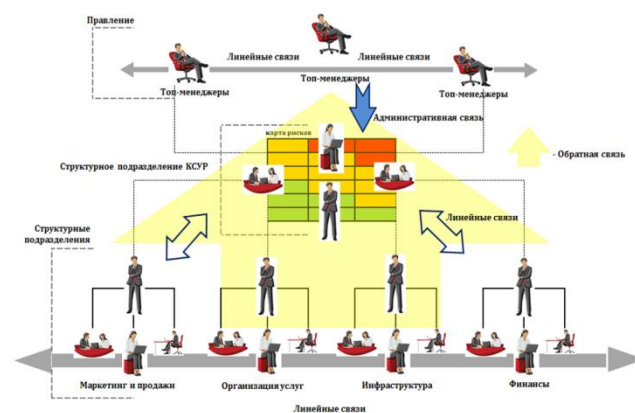 Правление
Линейные связи
Линейные связи
Топ-менеджеры
Топ-менеджеры
Топ-менеджеры
Административная связь
карта рисков
Структурное подразделение КСУР
- Обратная связь
Структурные
подразделения
Линейные связи
Маркетинг и продажи
Организация услуг
Инфраструктура
Финансы
Линейные связи